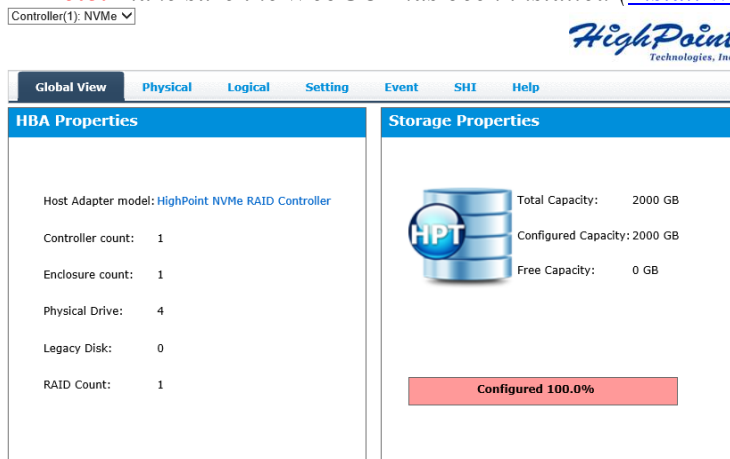 Controller(1): NVMe
HighPoint
Technologies, Inc
Global View Physical Logical Setting Event SHI Help
HBA Properties
Host Adapter model: HighPoint NVMe RAID Controller
Controller count: 1
Enclosure count: 1
Physical Drive: 4
Legacy Disk: 0
RAID Count: 1
Storage Properties
HPT
Total Capacity: 2000 GB
Configured Capacity: 2000 GB
Free Capacity: 0 GB
Configured 100.0%